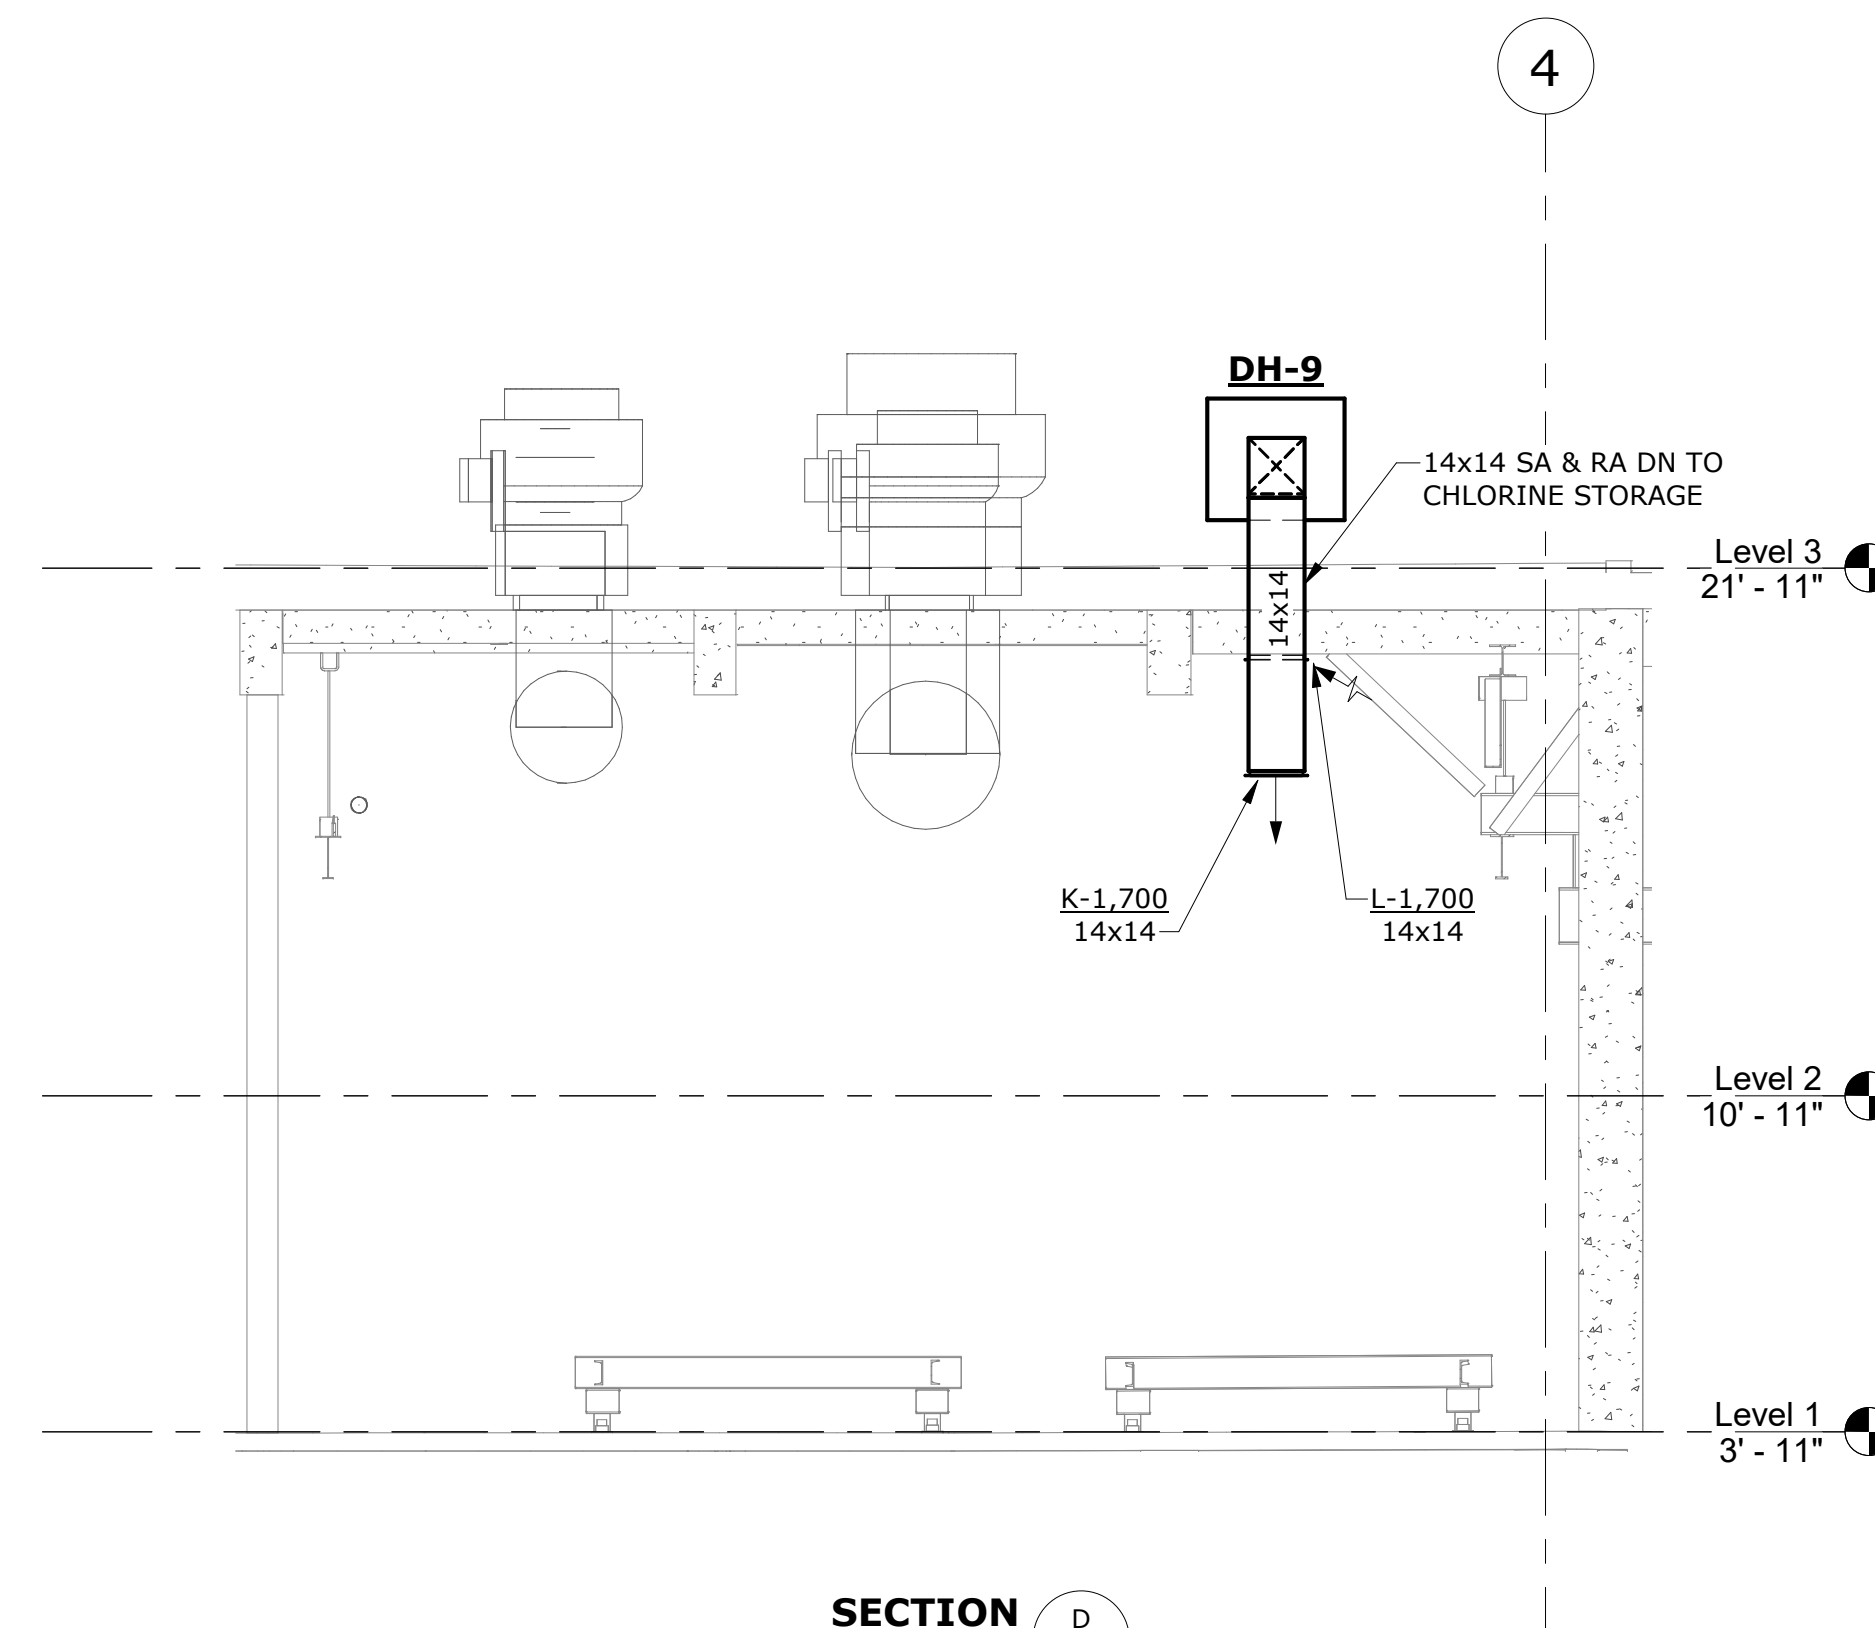 4
DH-9
14x14 SA & RA DN TO
CHLORINE STORAGE
Level 3
21' - 11"
14x14
K-1,700
14x14
L-1,700
14x14
Level 2
10' - 11"
Level 1
3' - 11"
SECTION
D